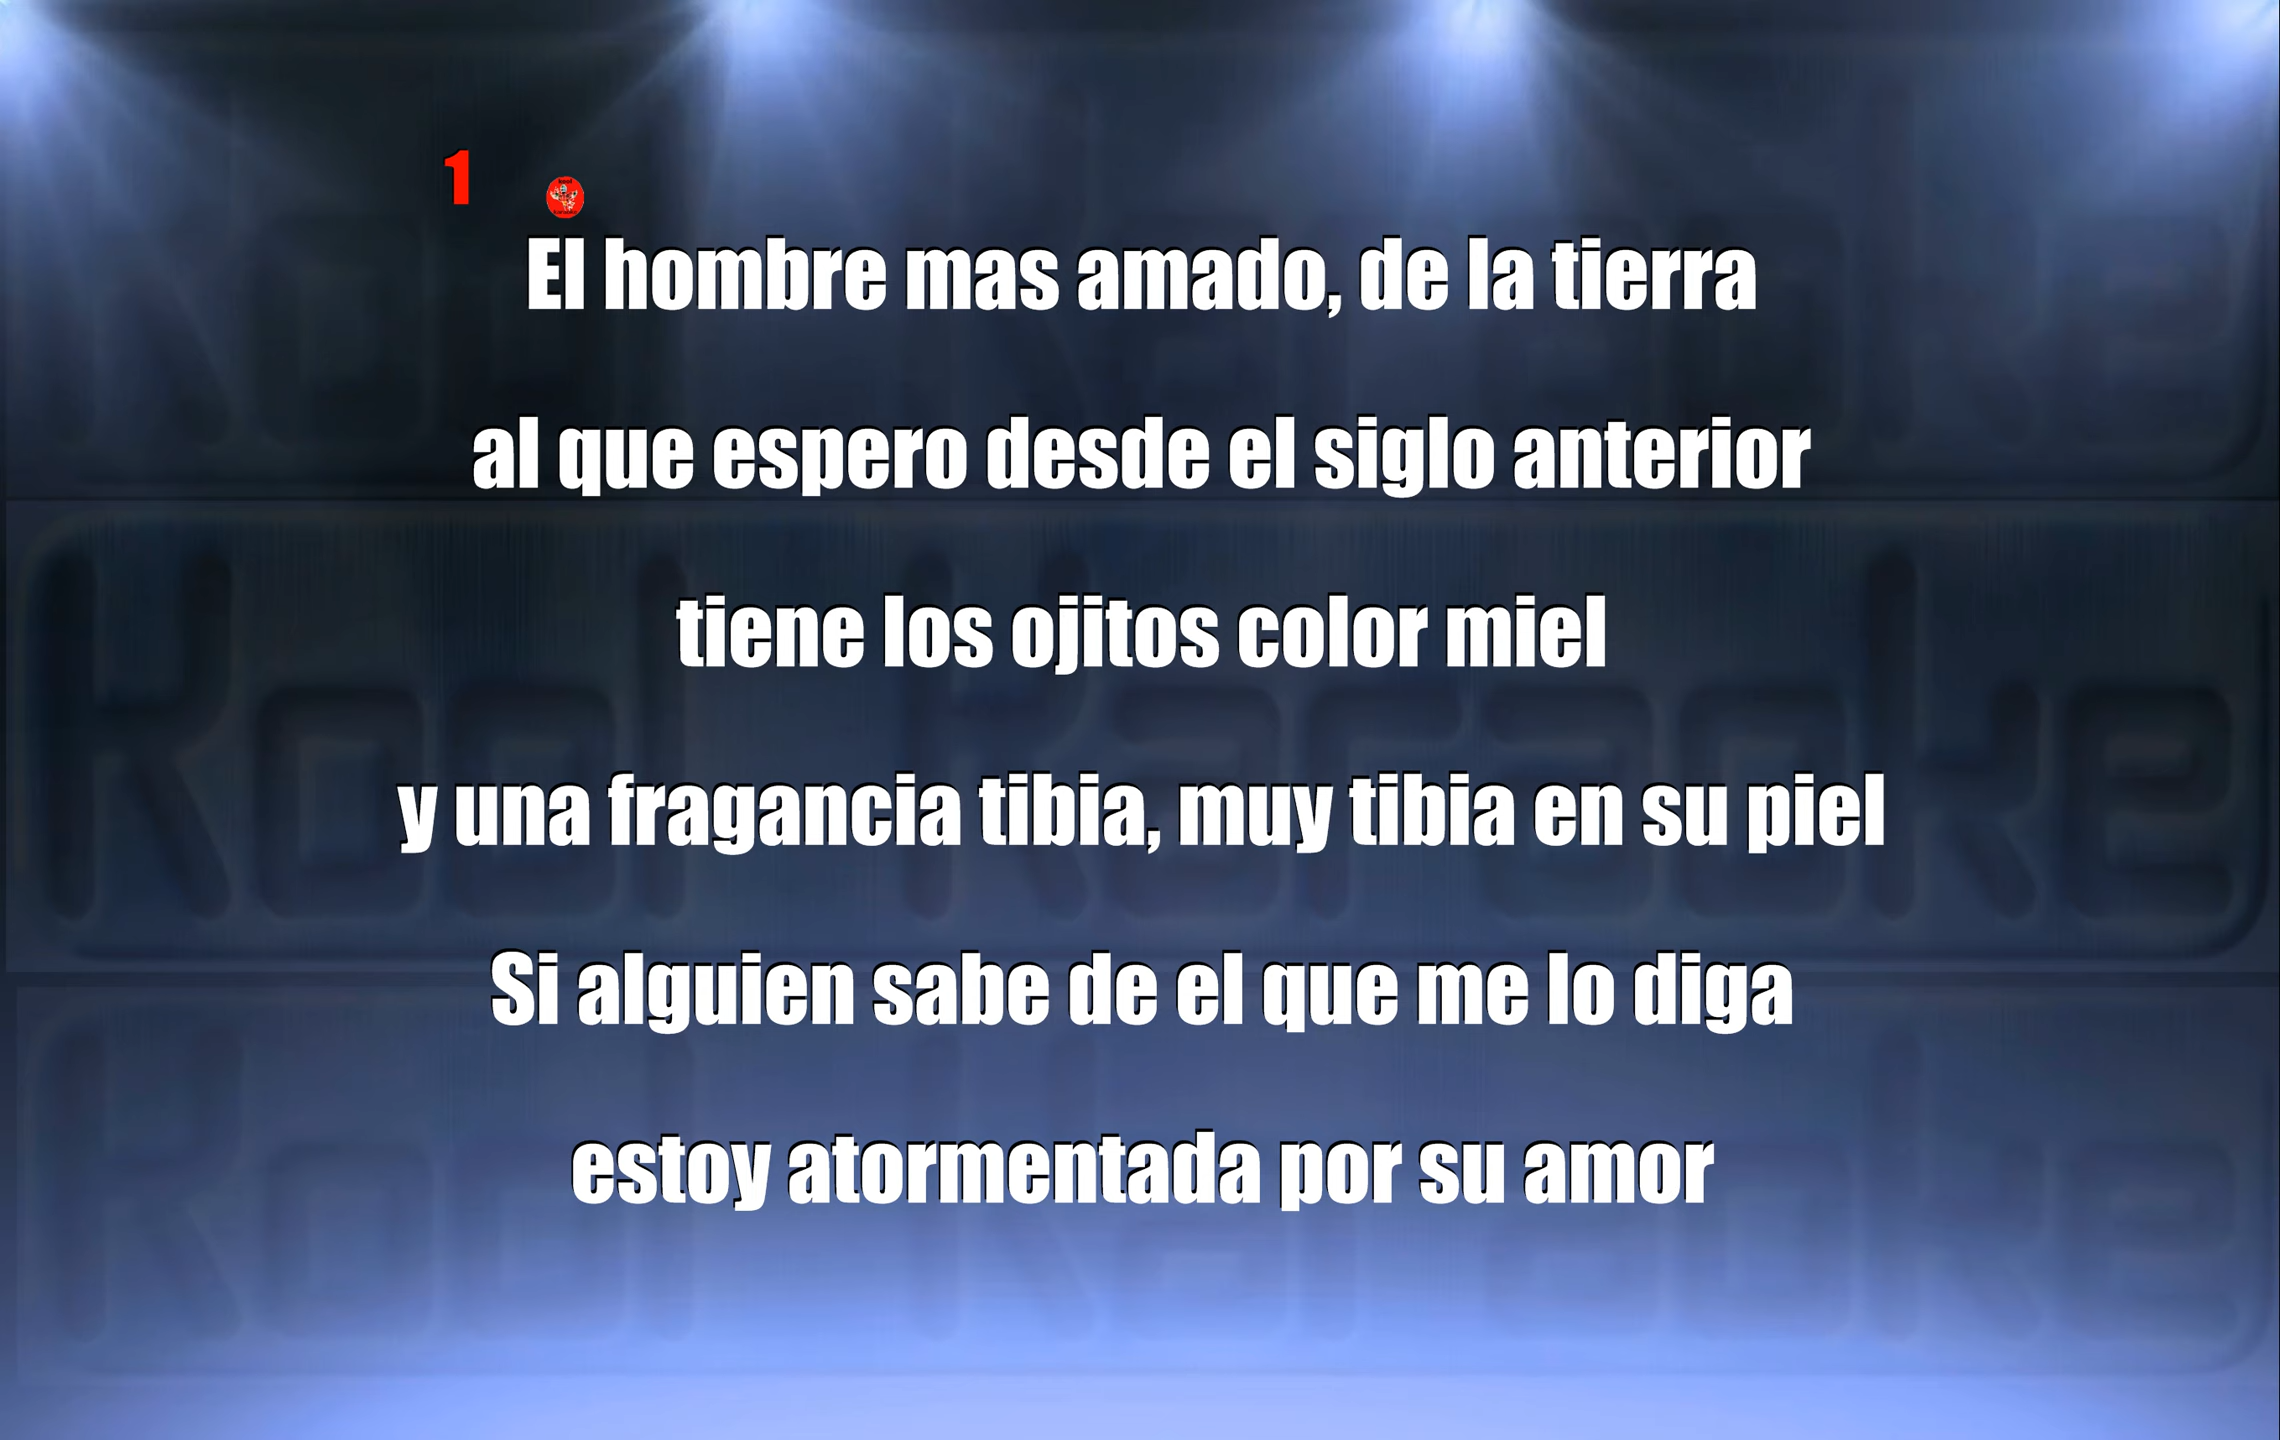 1
El hombre mas amado, de la tierra
al que espero desde el siglo anterior
tiene los ojitos color miel
Kool Karaoke
y una fragancia tibia, muy tibia en su piel
Si alguien sabe de el que me lo diga
estoy atormentada por su amor